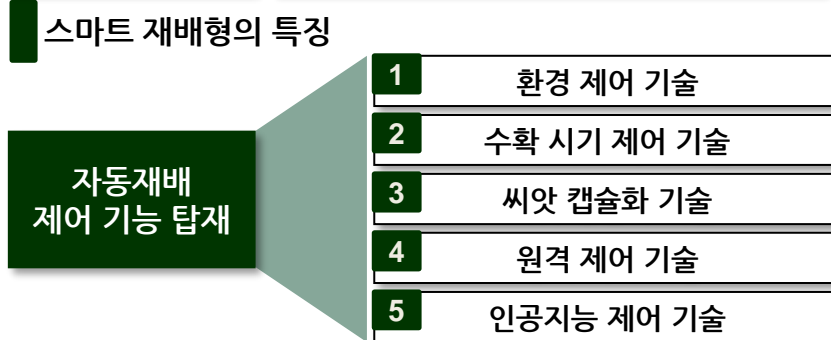 스마트 재배형의 특징
자동재배
제어 기능 탑재
1
환경 제어 기술
2
수확 시기 제어 기술
3
씨앗 캡슐화 기술
4
원격 제어 기술
5
인공지능 제어 기술